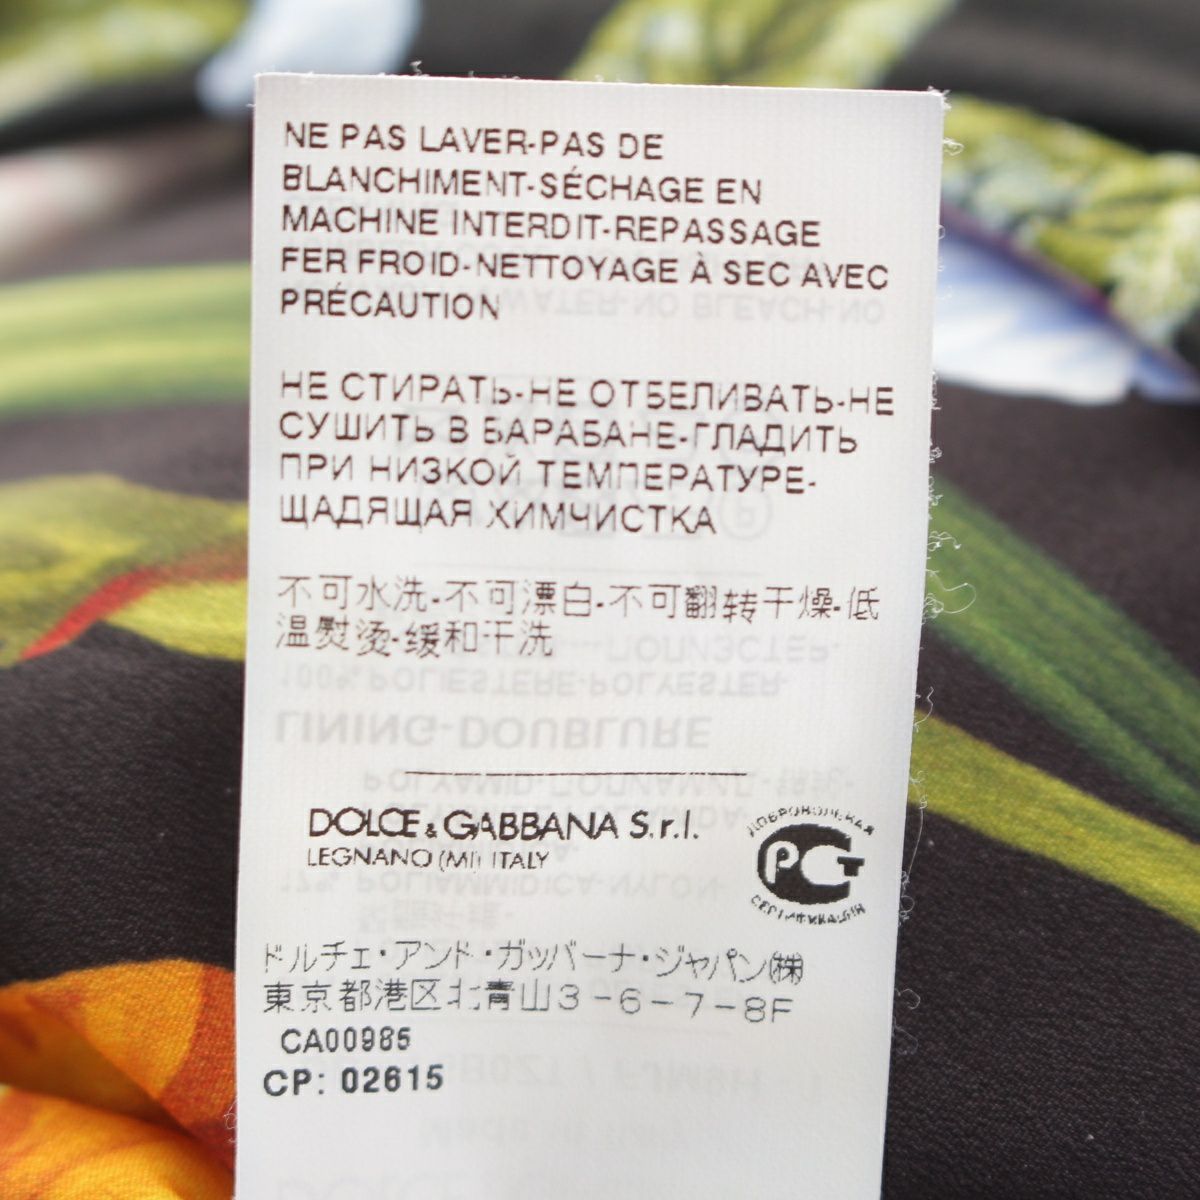 NE PAS LAVER-PAS DE
BLANCHIMENT-SÉCHAGE EN
MACHINE INTERDIT-REPASSAGE
FER FROID-NETTOYAGE À SEC AVEC
PRÉCAUTION
НЕ СТИРАТЬ-НЕ ОТБЕЛИВАТЬ-НЕ
СУШИТЬ В БАРАБАНЕ-ГЛАДИТЬ
ПРИ НИЗКОЙ ТЕМПЕРАТУРЕ-
ЩАДЯЩАЯ ХИМЧИСТКА
不可水洗-不可漂白-不可翻转干燥-低
温熨烫-缓和干洗
DOLCE & GABBANA S.r.l.
LEGNANO (MI) ITALY
ДОБРОВОЛЬНАЯ
РСТ
СЕРТИФИКАЦИЯ
ドルチェ・アンド・ガッバーナ・ジャパン㈱
東京都港区北青山3-6-7-8F
CA00985
CP: 02615